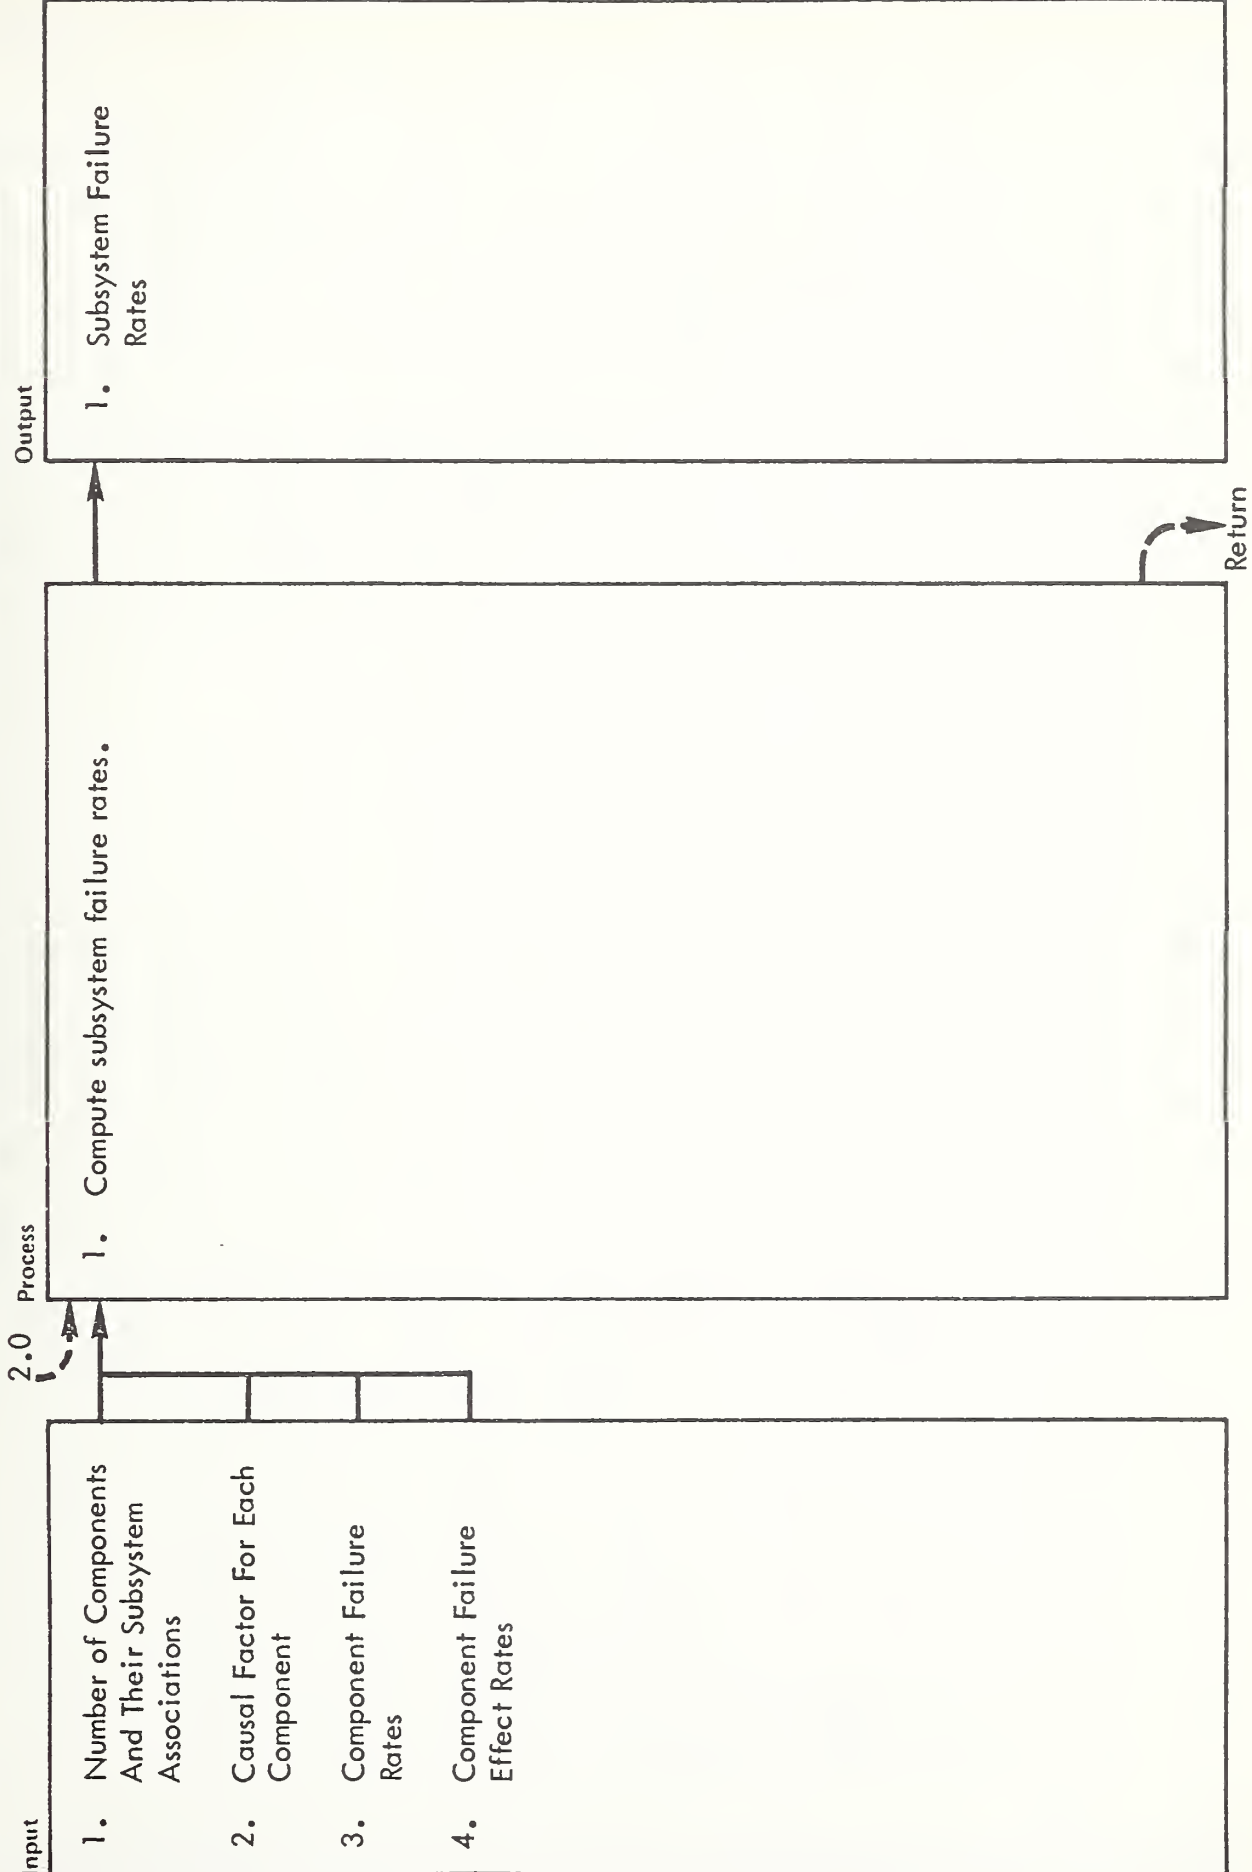 Input
1. Number of Components
And Their Subsystem
Associations
2. Causal Factor For Each
Component
3. Component Failure
Rates
4. Component Failure
Effect Rates
2.0
Process
1. Compute subsystem failure rates.
Return
Output
1. Subsystem Failure
Rates